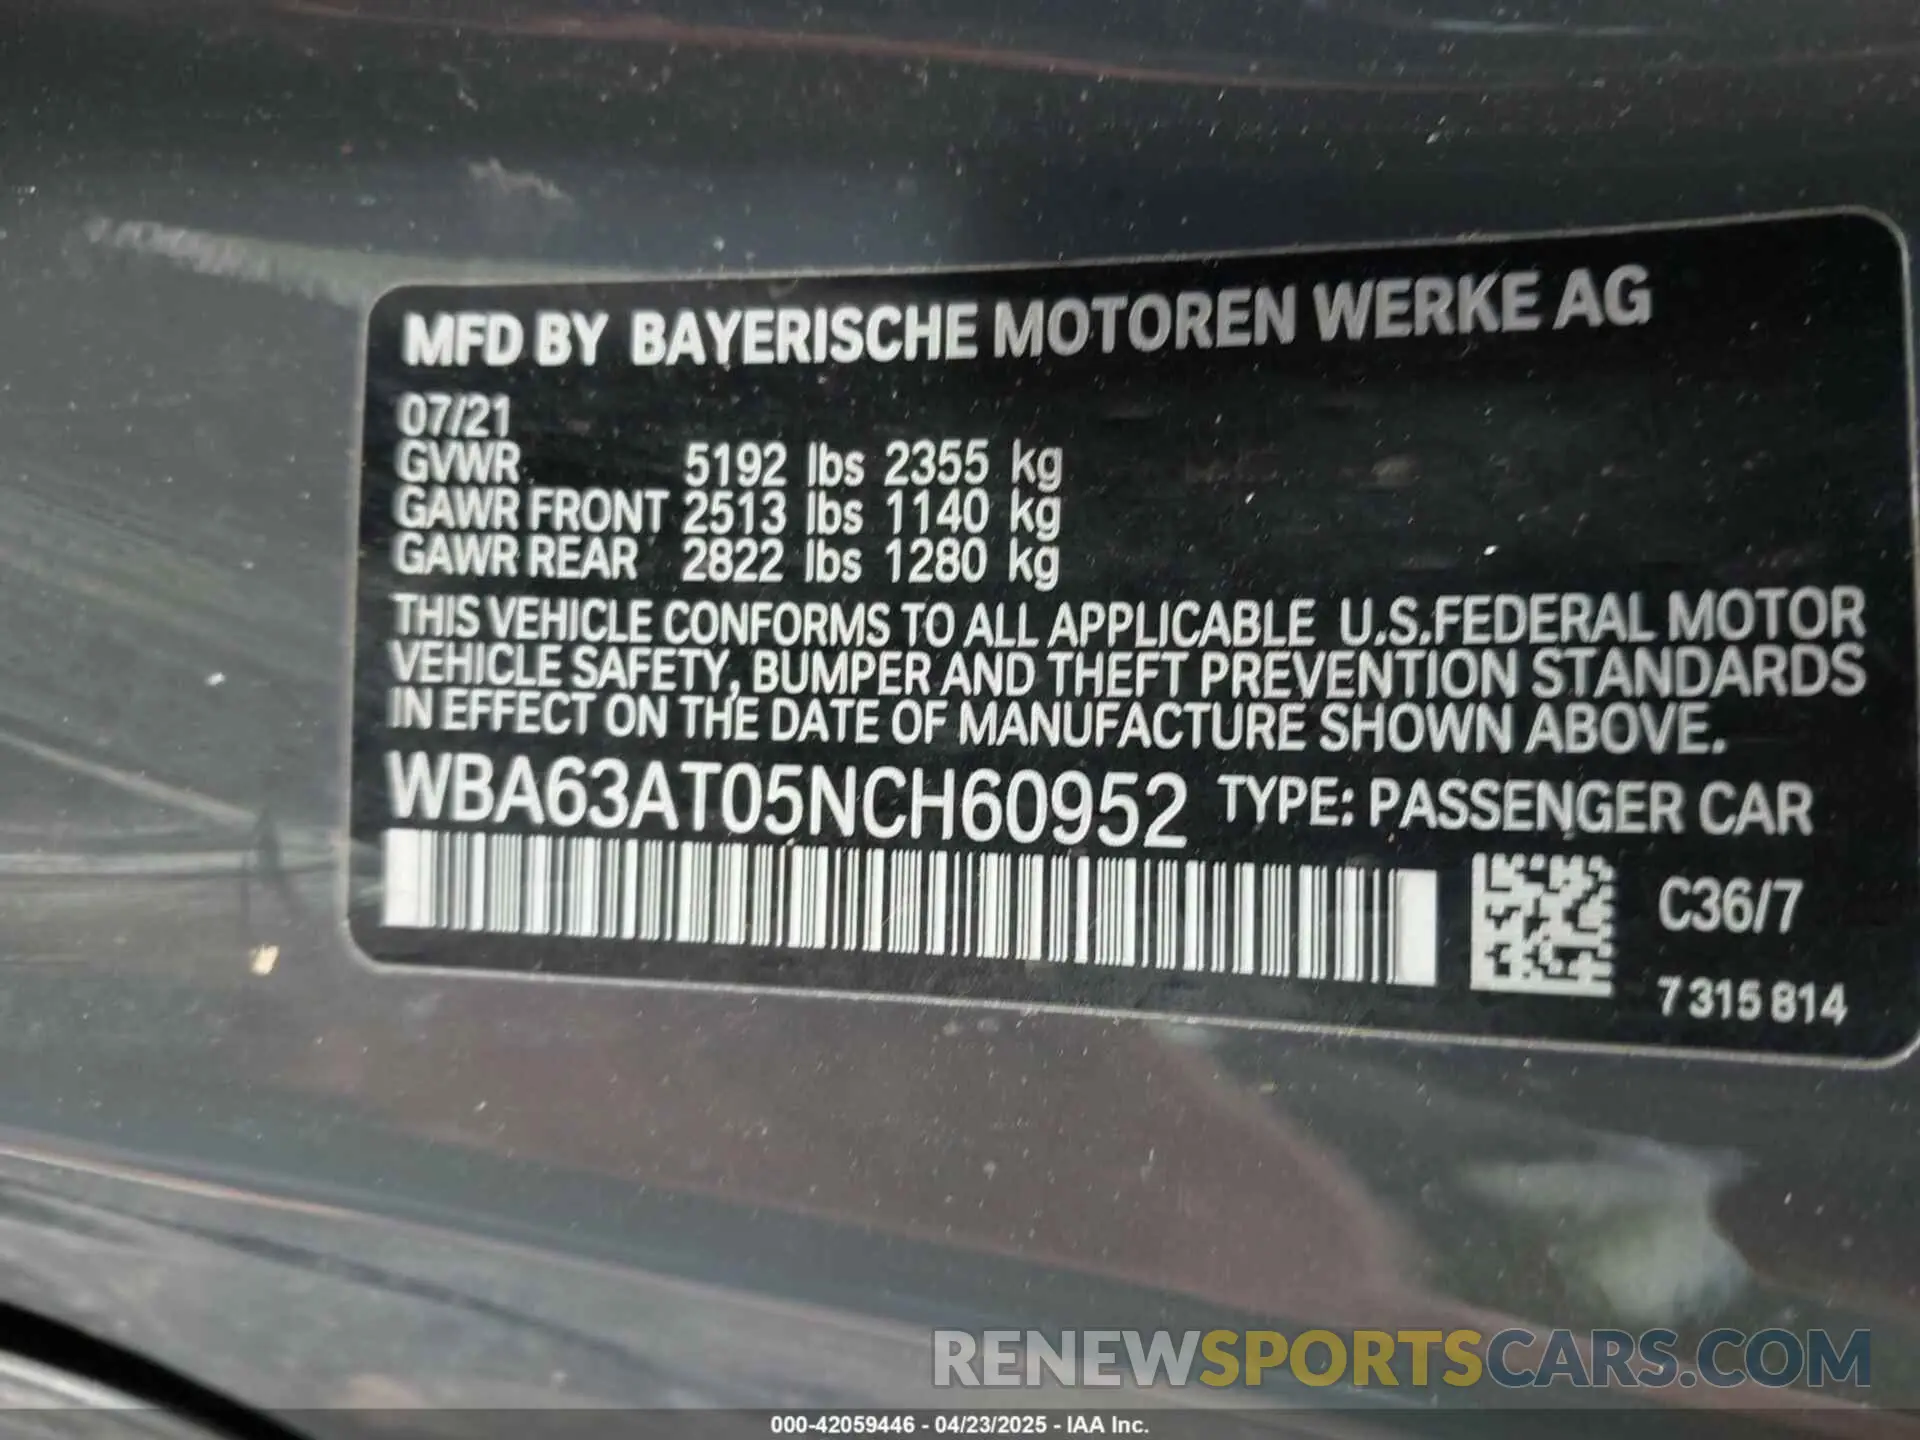 MFD BY BAYERISCHE MOTOREN WERKE AG
07/21
GVWR 5192 lbs 2355 kg
GAWR FRONT 2513 lbs 1140 kg
GAWR REAR 2822 lbs 1280 kg
THIS VEHICLE CONFORMS TO ALL APPLICABLE U.S.FEDERAL MOTOR
VEHICLE SAFETY, BUMPER AND THEFT PREVENTION STANDARDS
IN EFFECT ON THE DATE OF MANUFACTURE SHOWN ABOVE.
WBA63AT05NCH60952 TYPE: PASSENGER CAR
C36/7
7 315 814
RENEWSPORTSCARS.COM
000-42059446 - 04/23/2025 - IAA Inc.